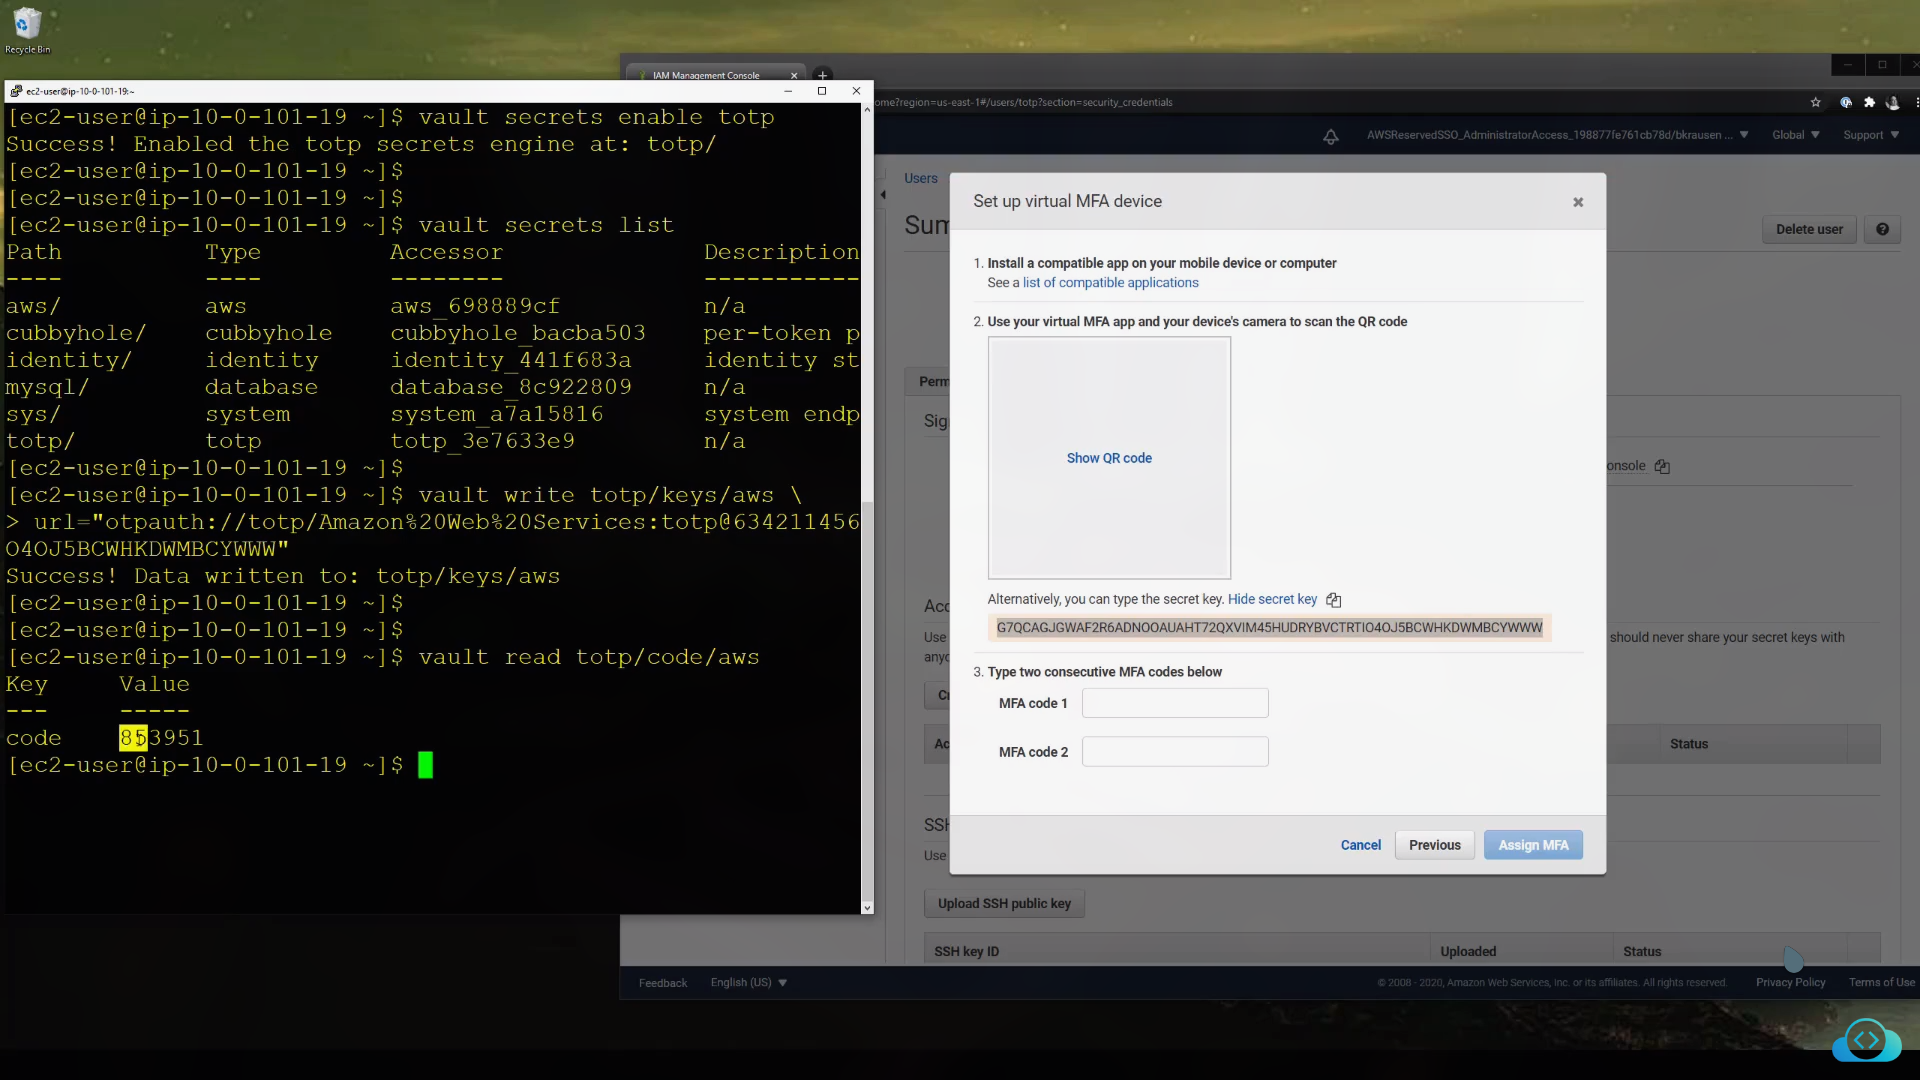 Recycle Bin
IAM Management Console
ec2-user@ip-10-0-101-19:~
[ec2-user@ip-10-0-101-19 ~]$ vault secrets enable totp
Success! Enabled the totp secrets engine at: totp/
[ec2-user@ip-10-0-101-19 ~]$
[ec2-user@ip-10-0-101-19 ~]$
[ec2-user@ip-10-0-101-19 ~]$ vault secrets list
Path Type Accessor Description
---- ---- -------- -----------
aws/ aws aws_698889cf n/a
cubbyhole/ cubbyhole cubbyhole_bacba503 per-token p
identity/ identity identity_441f683a identity st
mysql/ database database_8c922809 n/a
sys/ system system_a7a15816 system endp
totp/ totp totp_3e7633e9 n/a
[ec2-user@ip-10-0-101-19 ~]$
[ec2-user@ip-10-0-101-19 ~]$ vault write totp/keys/aws \
> url="otpauth://totp/Amazon%20Web%20Services:totp@634211456
O4OJ5BCWHKDWMBCYWWW"
Success! Data written to: totp/keys/aws
[ec2-user@ip-10-0-101-19 ~]$
[ec2-user@ip-10-0-101-19 ~]$
[ec2-user@ip-10-0-101-19 ~]$ vault read totp/code/aws
Key Value
--- -----
code 853951
[ec2-user@ip-10-0-101-19 ~]$
ome?region=us-east-1#/users/totp?section=security_credentials
AWSReservedSSO_AdministratorAccess_198877fe761cb78d/bkrausen ... Global Support
Users
Sum
Delete user
Perm
Sig
onsole
Acc
Use
should never share your secret keys with
anyo
Cr
Ac
Status
SSH
Use
Upload SSH public key
SSH key ID Uploaded Status
Set up virtual MFA device
1. Install a compatible app on your mobile device or computer
See a list of compatible applications
2. Use your virtual MFA app and your device's camera to scan the QR code
Show QR code
Alternatively, you can type the secret key. Hide secret key
G7QCAGJGWAF2R6ADNOOAUAHT72QXVIM45HUDRYBVCTRTIO4OJ5BCWHKDWMBCYWWW
3. Type two consecutive MFA codes below
MFA code 1
MFA code 2
Cancel Previous Assign MFA
Feedback English (US) © 2008 - 2020, Amazon Web Services, Inc. or its affiliates. All rights reserved. Privacy Policy Terms of Use